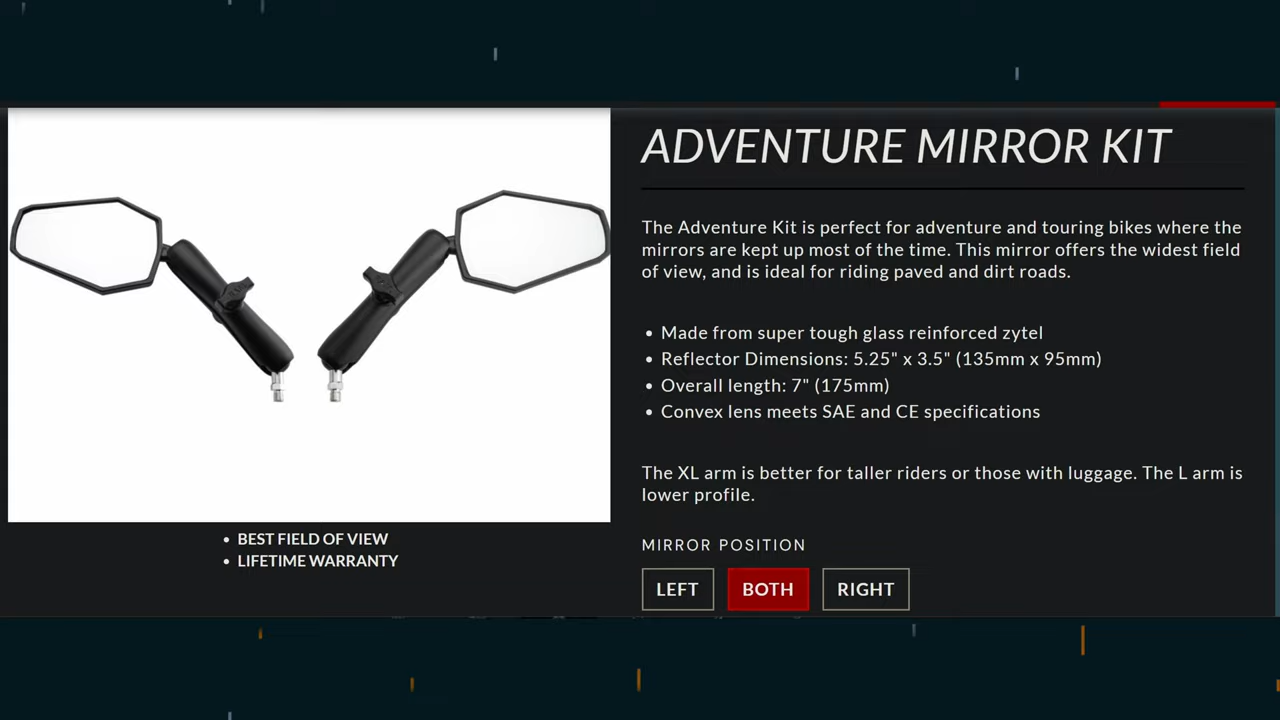 ADVENTURE MIRROR KIT
The Adventure Kit is perfect for adventure and touring bikes where the
mirrors are kept up most of the time. This mirror offers the widest field
of view, and is ideal for riding paved and dirt roads.
• Made from super tough glass reinforced zytel
• Reflector Dimensions: 5.25" x 3.5" (135mm x 95mm)
• Overall length: 7" (175mm)
• Convex lens meets SAE and CE specifications
The XL arm is better for taller riders or those with luggage. The L arm is
lower profile.
MIRROR POSITION
LEFT BOTH RIGHT
• BEST FIELD OF VIEW
• LIFETIME WARRANTY